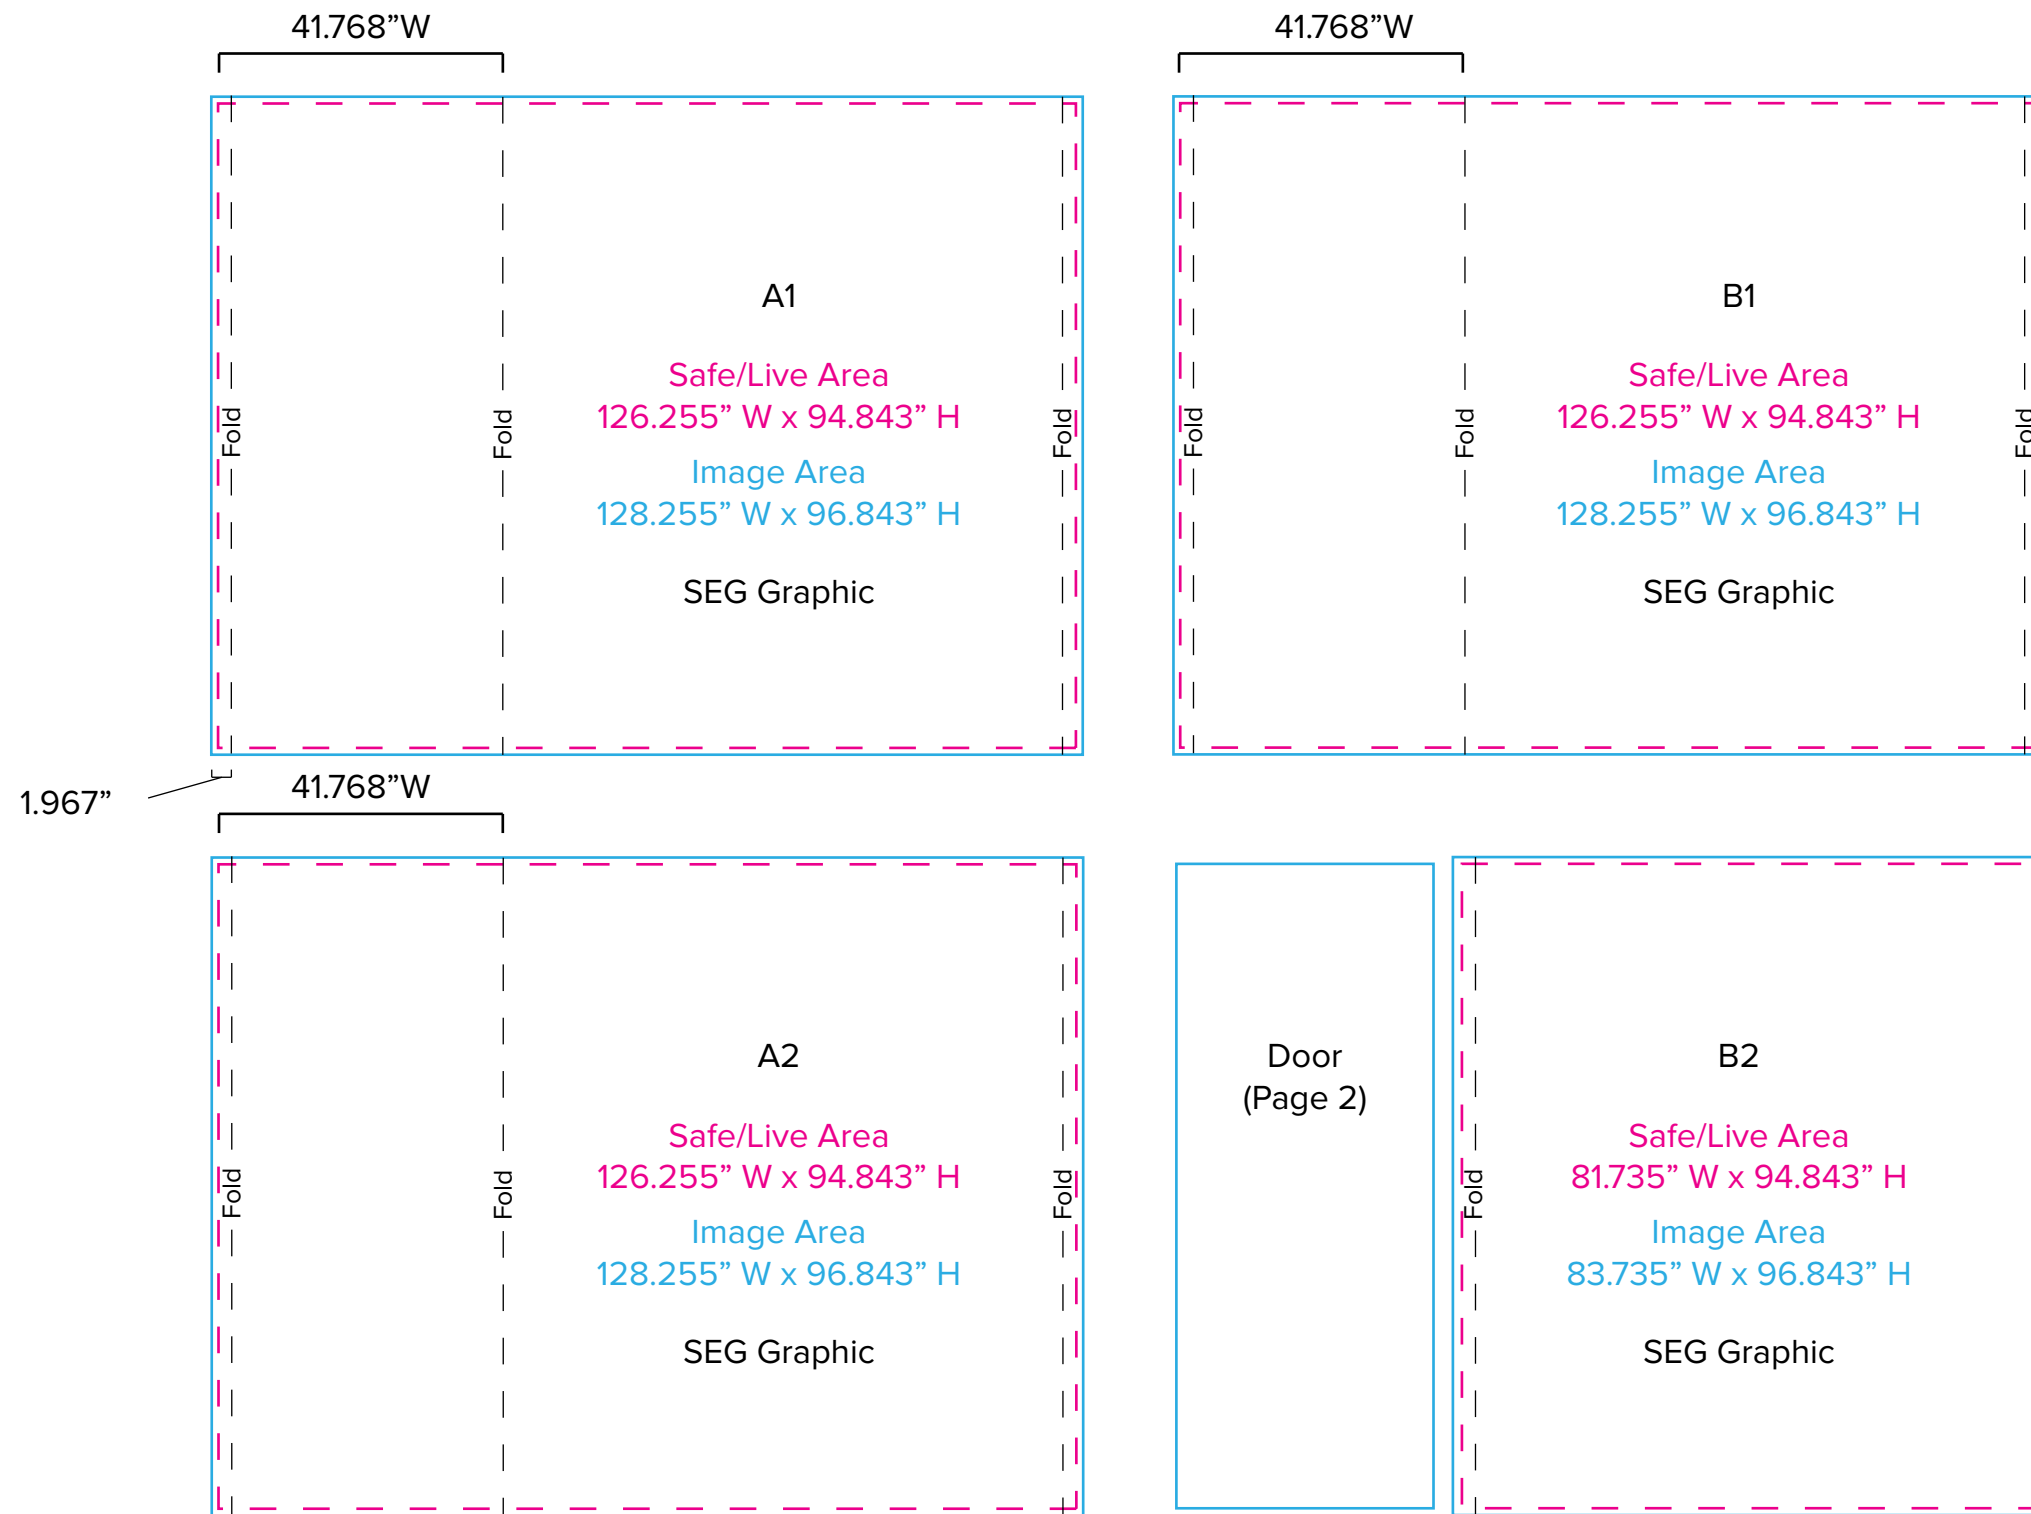 41.768”W
41.768”W
A1
Safe/Live Area
126.255” W x 94.843” H
Image Area
128.255” W x 96.843” H
SEG Graphic
Fold
Fold
Fold
B1
Safe/Live Area
126.255” W x 94.843” H
Image Area
128.255” W x 96.843” H
SEG Graphic
Fold
Fold
Fold
1.967”
41.768”W
A2
Safe/Live Area
126.255” W x 94.843” H
Image Area
128.255” W x 96.843” H
SEG Graphic
Fold
Fold
Fold
Door
(Page 2)
B2
Safe/Live Area
81.735” W x 94.843” H
Image Area
83.735” W x 96.843” H
SEG Graphic
Fold